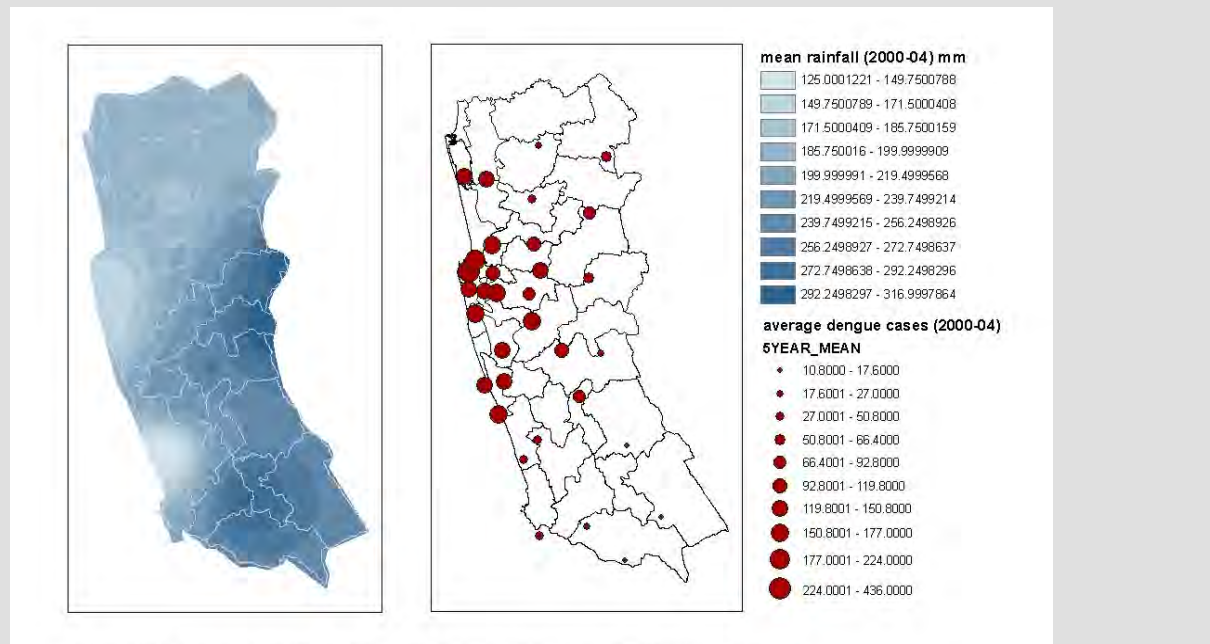 mean rainfall (2000-04) mm
125.0001221 - 149.7500788
149.7500789 - 171.5000408
171.5000409 - 185.7500159
185.750016 - 199.9999909
199.999991 - 219.4999568
219.4999569 - 239.7499214
239.7499215 - 256.2498926
256.2498927 - 272.7498637
272.7498638 - 292.2498296
292.2498297 - 316.9997864
average dengue cases (2000-04)
5YEAR_MEAN
10.8000 - 17.6000
17.6001 - 27.0000
27.0001 - 50.8000
50.8001 - 66.4000
66.4001 - 92.8000
92.8001 - 119.8000
119.8001 - 150.8000
150.8001 - 177.0000
177.0001 - 224.0000
224.0001 - 436.0000